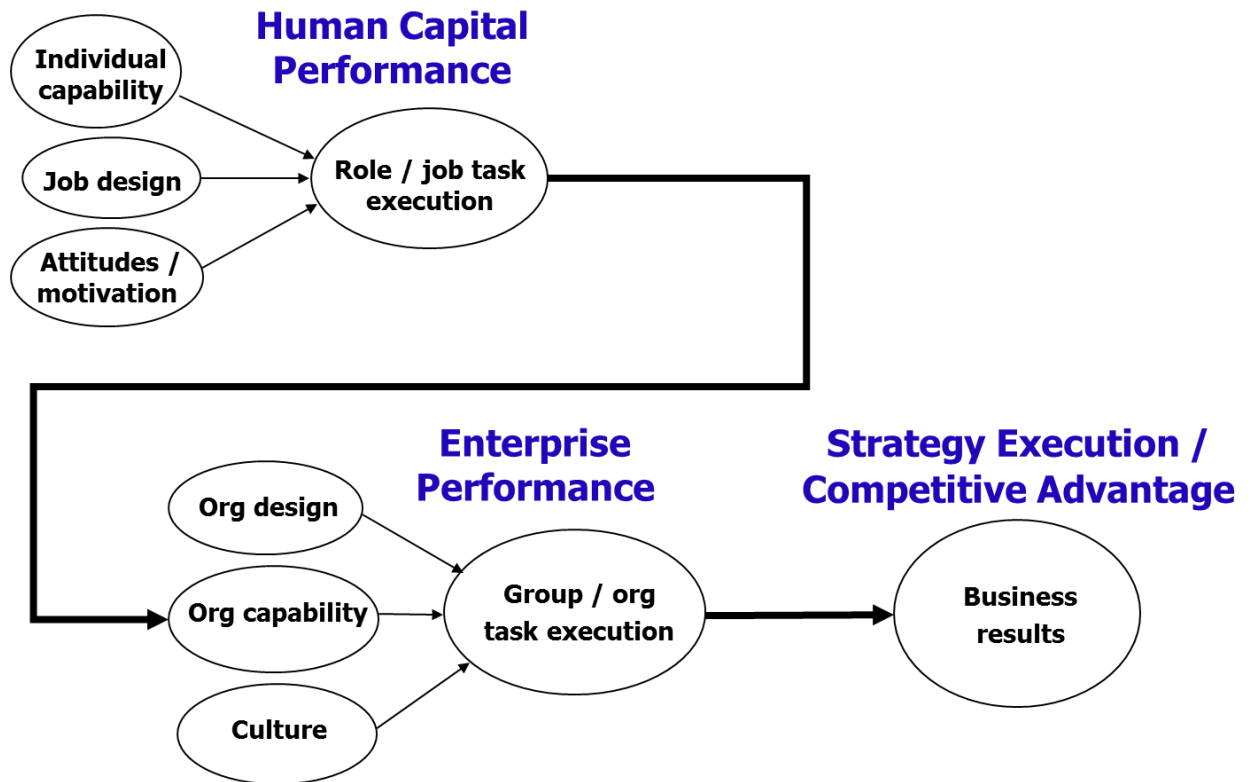 Human Capital
Performance
Individual
capability
Job design
Attitudes /
motivation
Role / job task
execution
Enterprise
Performance
Strategy Execution /
Competitive Advantage
Org design
Org capability
Culture
Group / org
task execution
Business
results